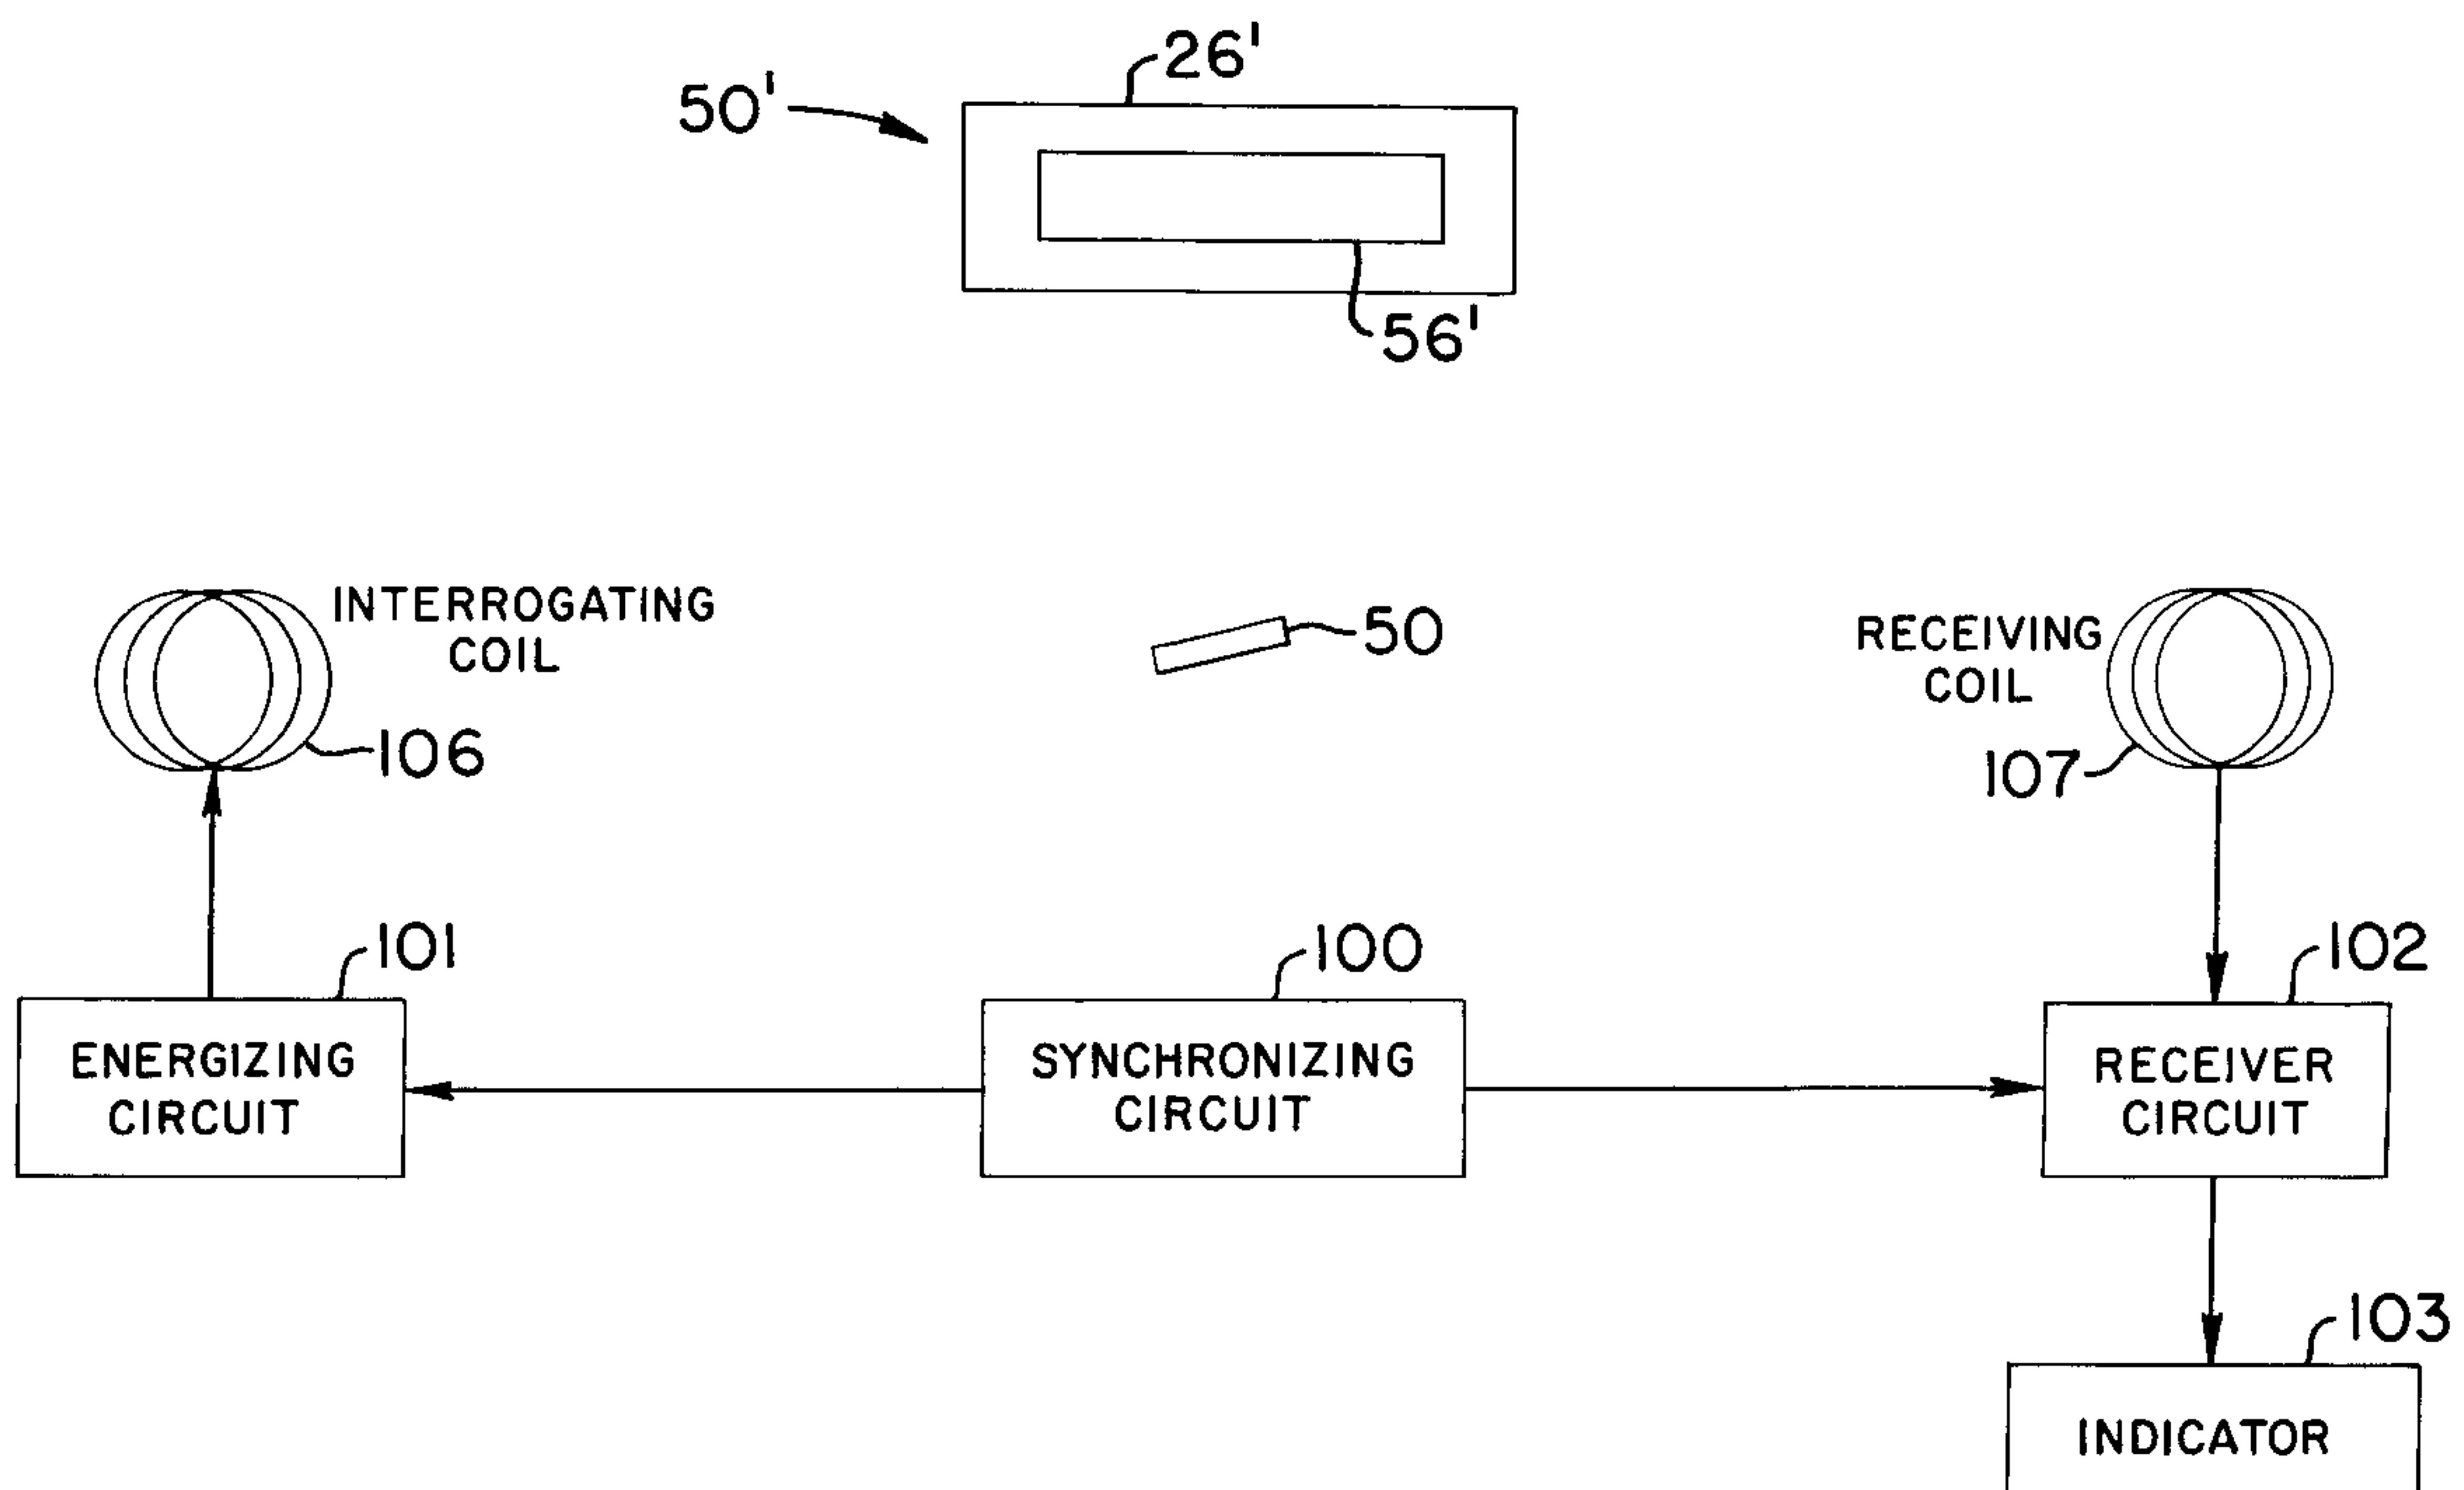 26'
50'
56'
INTERROGATING
COIL
50
RECEIVING
COIL
106
107
101
100
102
ENERGIZING
CIRCUIT
SYNCHRONIZING
CIRCUIT
RECEIVER
CIRCUIT
103
INDICATOR